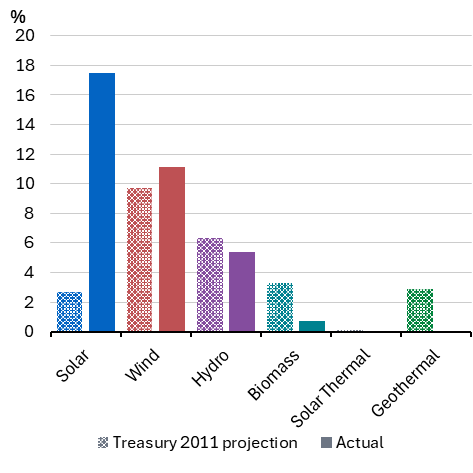 %
20
18
16
14
12
10
8
6
4
2
0
Solar
Wind
Hydro
Biomass
Solar Thermal
Geothermal
Treasury 2011 projection
Actual